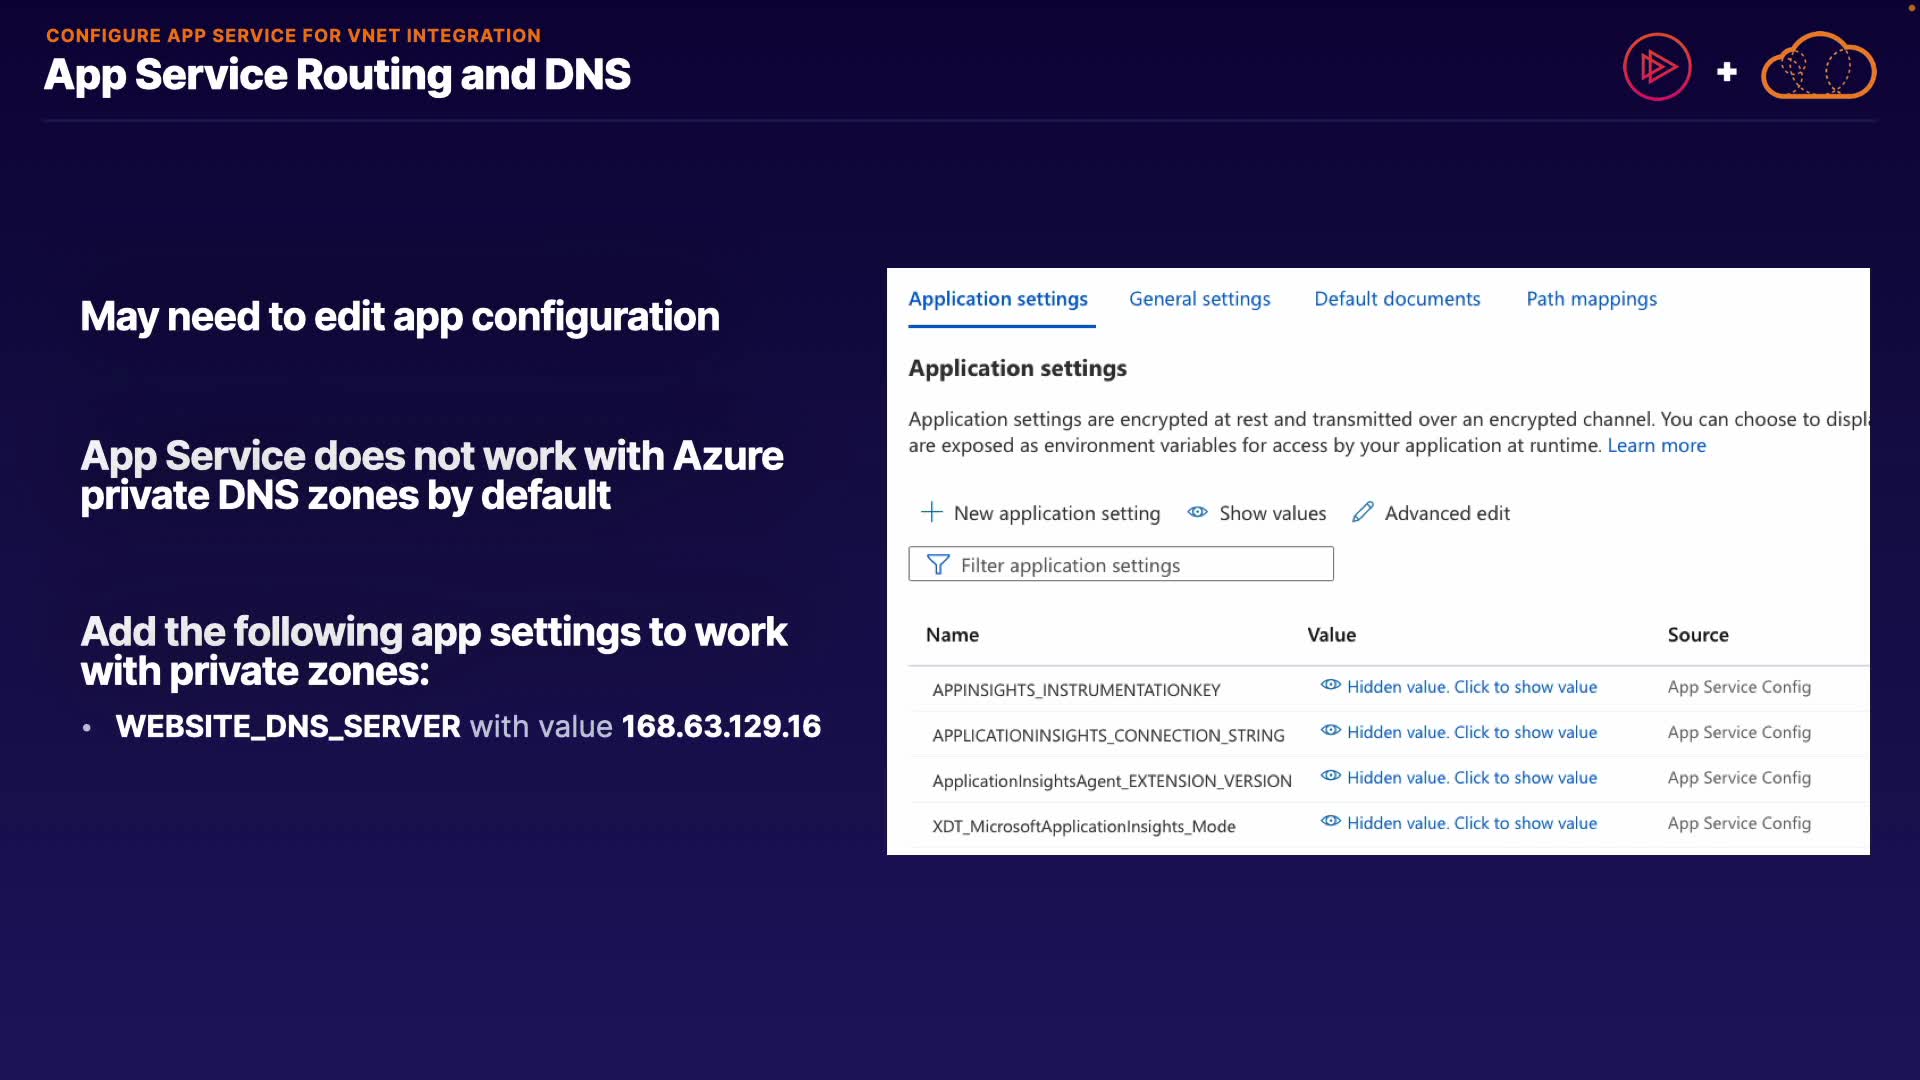 CONFIGURE APP SERVICE FOR VNET INTEGRATION
App Service Routing and DNS
May need to edit app configuration
App Service does not work with Azure
private DNS zones by default
Add the following app settings to work
with private zones:
• WEBSITE_DNS_SERVER with value 168.63.129.16
Application settings General settings Default documents Path mappings
Application settings
Application settings are encrypted at rest and transmitted over an encrypted channel. You can choose to
are exposed as environment variables for access by your application at runtime. Learn more
New application setting Show values Advanced edit
Filter application settings
Name Value Source
APPINSIGHTS_INSTRUMENTATIONKEY Hidden value. Click to show value App Service Config
APPLICATIONINSIGHTS_CONNECTION_STRING Hidden value. Click to show value App Service Config
ApplicationInsightsAgent_EXTENSION_VERSION Hidden value. Click to show value App Service Config
XDT_MicrosoftApplicationInsights_Mode Hidden value. Click to show value App Service Config